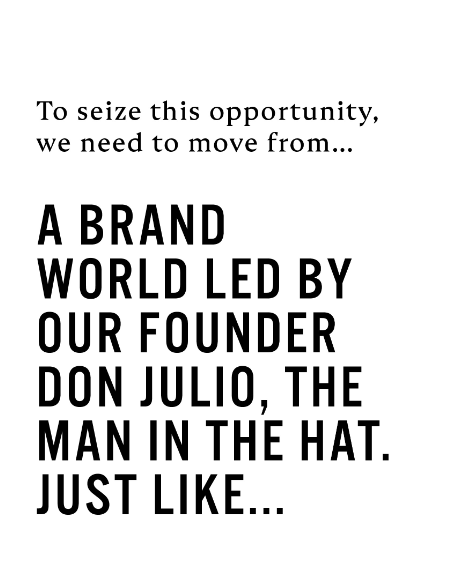 To seize this opportunity,
we need to move from...
A BRAND
WORLD LED BY
OUR FOUNDER
DON JULIO, THE
MAN IN THE HAT.
JUST LIKE...